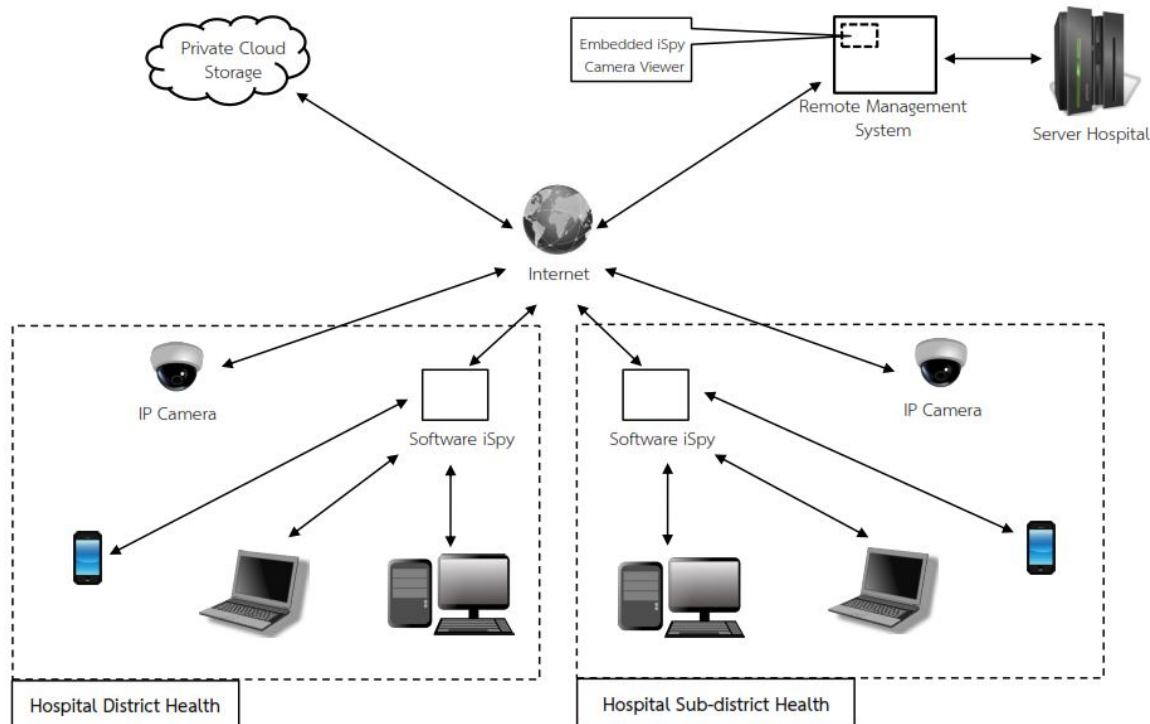 Private Cloud
Storage
Embedded iSpy
Camera Viewer
Remote Management
System
Server Hospital
Internet
IP Camera
Software iSpy
Software iSpy
IP Camera
Hospital District Health
Hospital Sub-district Health